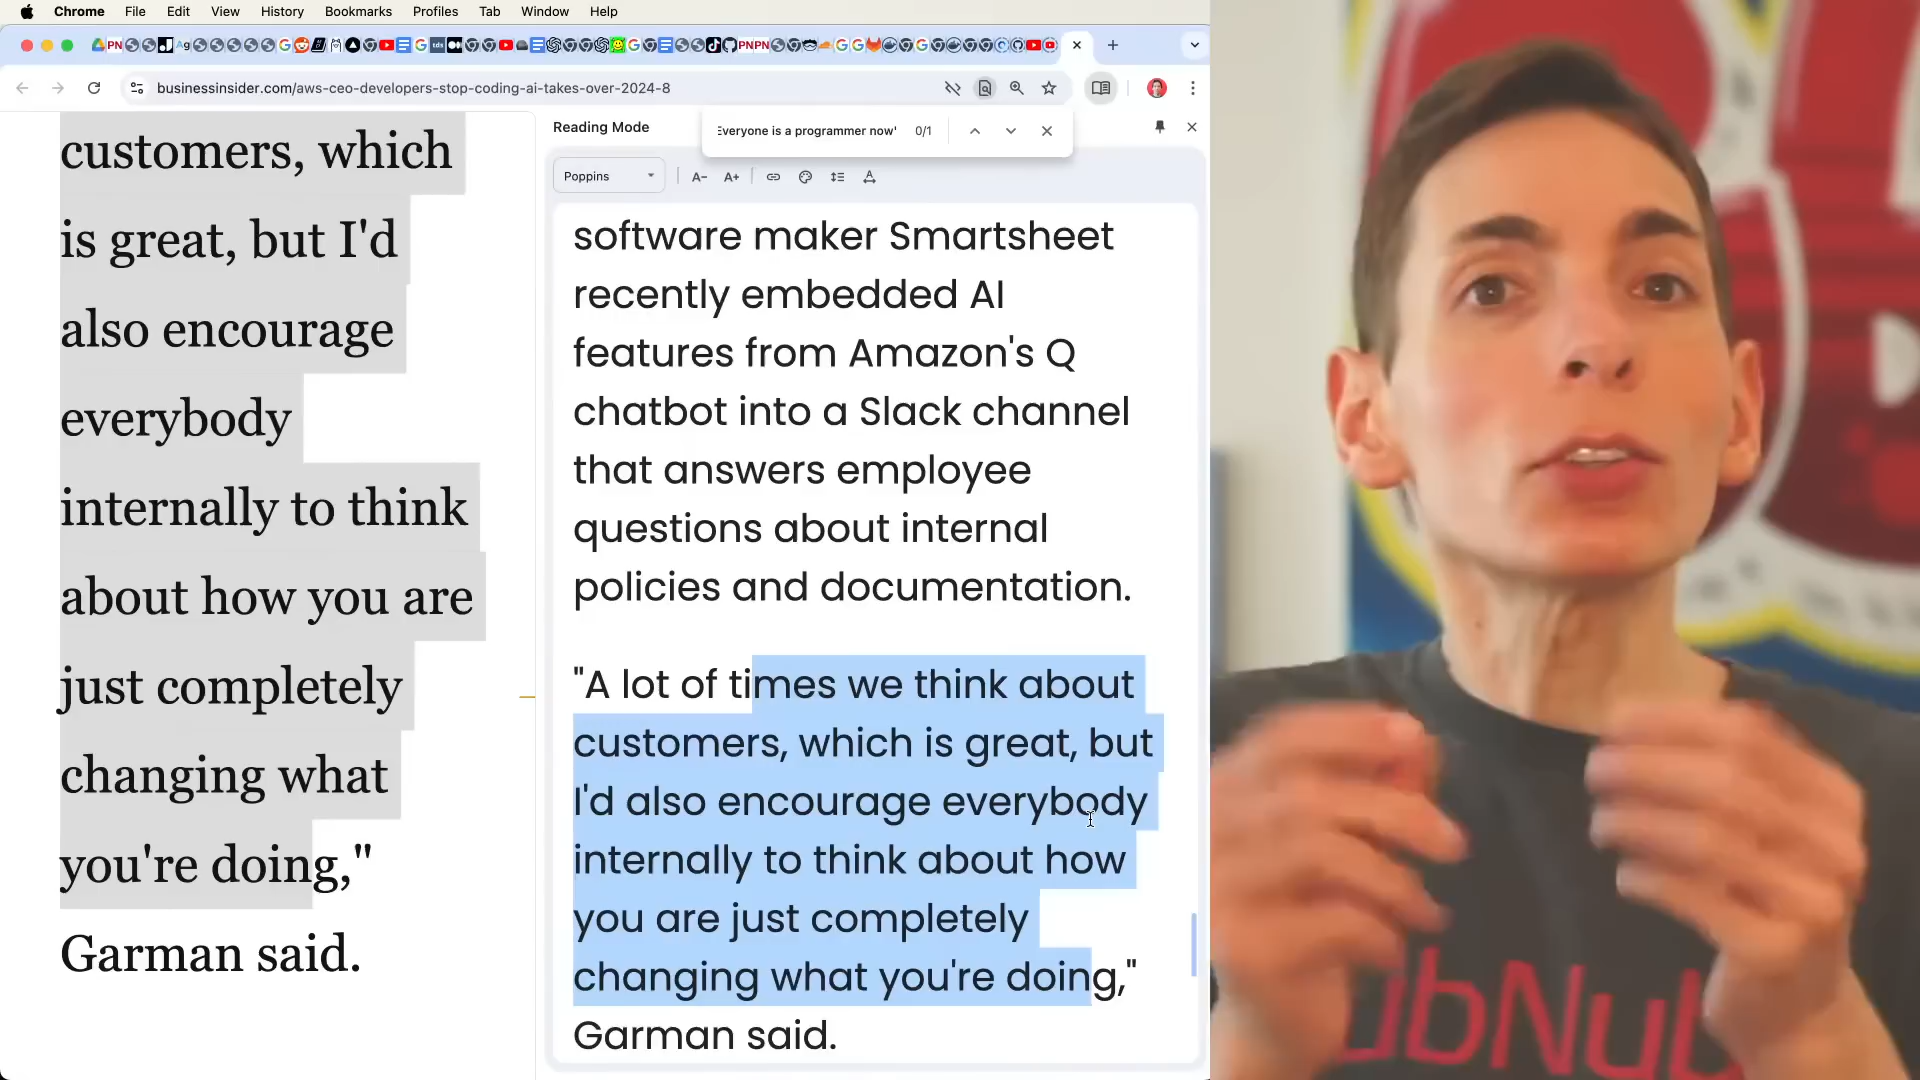 Chrome File Edit View History Bookmarks Profiles Tab Window Help
businessinsider.com/aws-ceo-developers-stop-coding-ai-takes-over-2024-8
Everyone is a programmer now' 0/1
Reading Mode
Poppins
A- A+
customers, which
is great, but I'd
also encourage
everybody
internally to think
about how you are
just completely
changing what
you're doing,"
Garman said.
software maker Smartsheet
recently embedded AI
features from Amazon's Q
chatbot into a Slack channel
that answers employee
questions about internal
policies and documentation.
"A lot of times we think about
customers, which is great, but
I'd also encourage everybody
internally to think about how
you are just completely
changing what you're doing,"
Garman said.